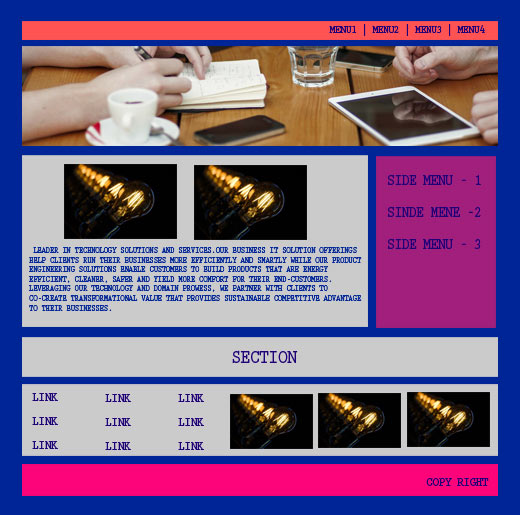 MENU1 | MENU2 | MENU3 | MENU4
SIDE MENU - 1
SINDE MENE -2
SIDE MENU - 3
LEADER IN TECHNOLOGY SOLUTIONS AND SERVICES.OUR BUSINESS IT SOLUTION OFFERINGS
HELP CLIENTS RUN THEIR BUSINESSES MORE EFFICIENTLY AND SMARTLY WHILE OUR PRODUCT
ENGINEERING SOLUTIONS ENABLE CUSTOMERS TO BUILD PRODUCTS THAT ARE ENERGY
EFFICIENT, CLEANER, SAFER AND YIELD MORE COMFORT FOR THEIR END-CUSTOMERS.
LEVERAGING OUR TECHNOLOGY AND DOMAIN PROWESS, WE PARTNER WITH CLIENTS TO
CO-CREATE TRANSFORMATIONAL VALUE THAT PROVIDES SUSTAINABLE COMPETITIVE ADVANTAGE
TO THEIR BUSINESSES.
SECTION
LINK LINK LINK
LINK LINK LINK
LINK LINK LINK
COPY RIGHT